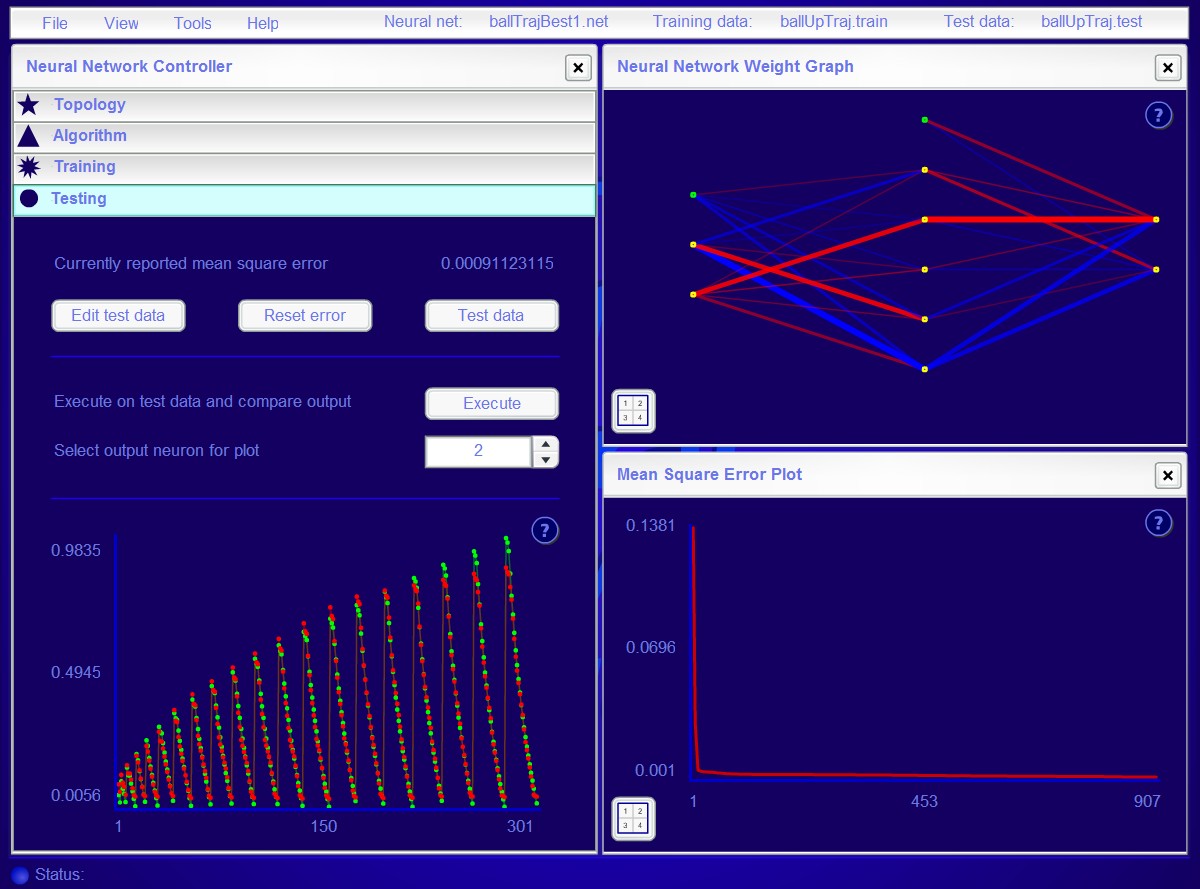 File View Tools Help Neural net: ballTrajBest1.net Training data: ballUpTraj.train Test data: ballUpTraj.test
Neural Network Controller
Topology
Algorithm
Training
Testing
Currently reported mean square error 0.00091123115
Edit test data Reset error Test data
Execute on test data and compare output Execute
Select output neuron for plot 2
?
0.9835
0.4945
0.0056
1 150 301
Neural Network Weight Graph
?
1 2
3 4
Mean Square Error Plot
?
0.1381
0.0696
0.001
1 453 907
1 2
3 4
Status: